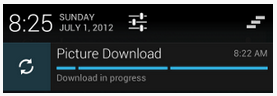 8:25 SUNDAY
JULY 1, 2012
Picture Download 8:22 AM
Download in progress